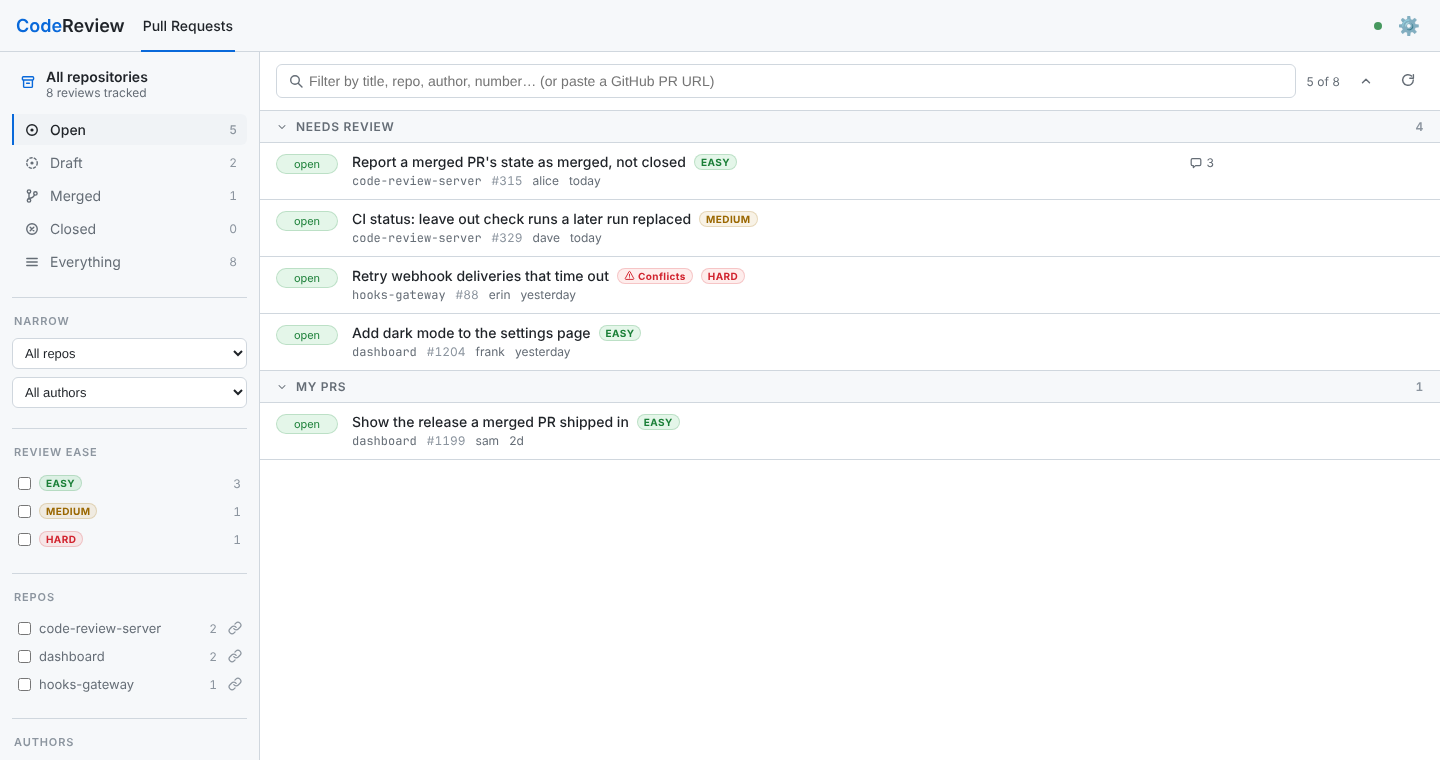 CodeReview
Pull Requests
All repositories
8 reviews tracked
Open 5
Draft 2
Merged 1
Closed 0
Everything 8
NARROW
All repos
All authors
REVIEW EASE
EASY 3
MEDIUM 1
HARD 1
REPOS
code-review-server 2
dashboard 2
hooks-gateway 1
AUTHORS
Filter by title, repo, author, number… (or paste a GitHub PR URL)
5 of 8
NEEDS REVIEW 4
open Report a merged PR's state as merged, not closed EASY 3
code-review-server #315 alice today
open CI status: leave out check runs a later run replaced MEDIUM
code-review-server #329 dave today
open Retry webhook deliveries that time out Conflicts HARD
hooks-gateway #88 erin yesterday
open Add dark mode to the settings page EASY
dashboard #1204 frank yesterday
MY PRS 1
open Show the release a merged PR shipped in EASY
dashboard #1199 sam 2d